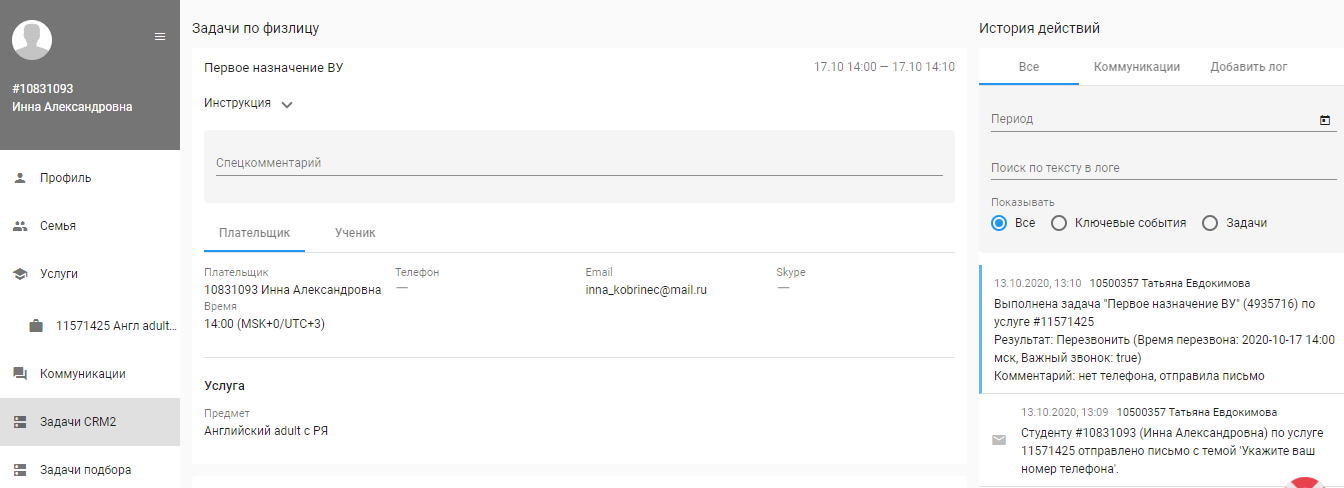 #10831093
Инна Александровна
Профиль
Семья
Услуги
11571425 Англ adult...
Коммуникации
Задачи CRM2
Задачи подбора
Задачи по физлицу
Первое назначение ВУ
17.10 14:00 — 17.10 14:10
Инструкция
Спецкомментарий
Плательщик Ученик
Плательщик Телефон Email Skype
10831093 Инна Александровна — inna_kobrinec@mail.ru —
Время
14:00 (MSK+0/UTC+3)
Услуга
Предмет
Английский adult с РЯ
История действий
Все Коммуникации Добавить лог
Период
Поиск по тексту в логе
Показывать
Все Ключевые события Задачи
13.10.2020, 13:10 10500357 Татьяна Евдокимова
Выполнена задача "Первое назначение ВУ" (4935716) по
услуге #11571425
Результат: Перезвонить (Время перезвона: 2020-10-17 14:00
мск, Важный звонок: true)
Комментарий: нет телефона, отправила письмо
13.10.2020, 13:09 10500357 Татьяна Евдокимова
Студенту #10831093 (Инна Александровна) по услуге
11571425 отправлено письмо с темой 'Укажите ваш
номер телефона'.